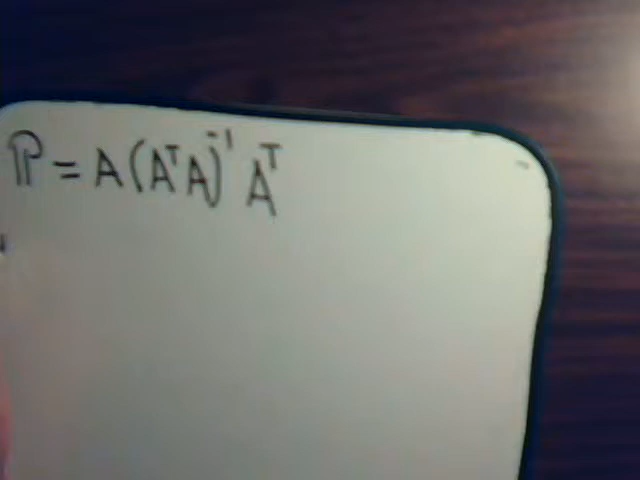 ℙ = A(AᵀA)⁻¹Aᵀ